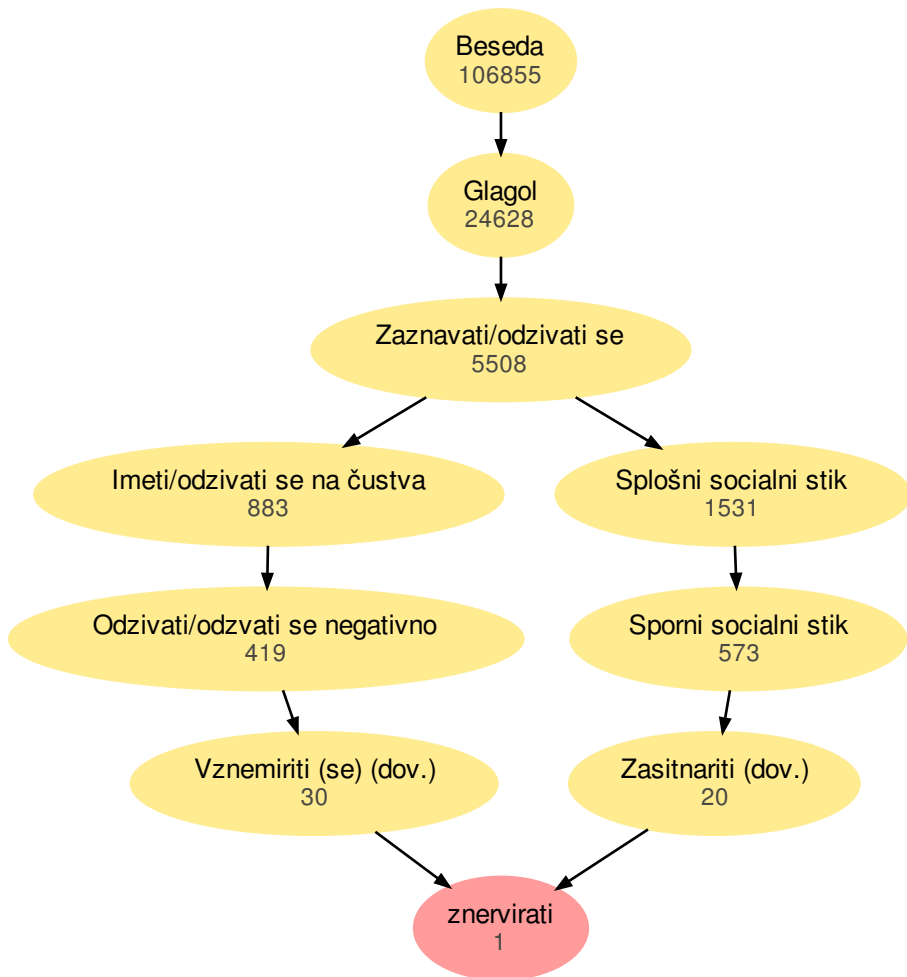 Beseda
106855
Glagol
24628
Zaznavati/odzivati se
5508
Imeti/odzivati se na čustva
883
Splošni socialni stik
1531
Odzivati/odzvati se negativno
419
Sporni socialni stik
573
Vznemiriti (se) (dov.)
30
Zasitnariti (dov.)
20
znervirati
1